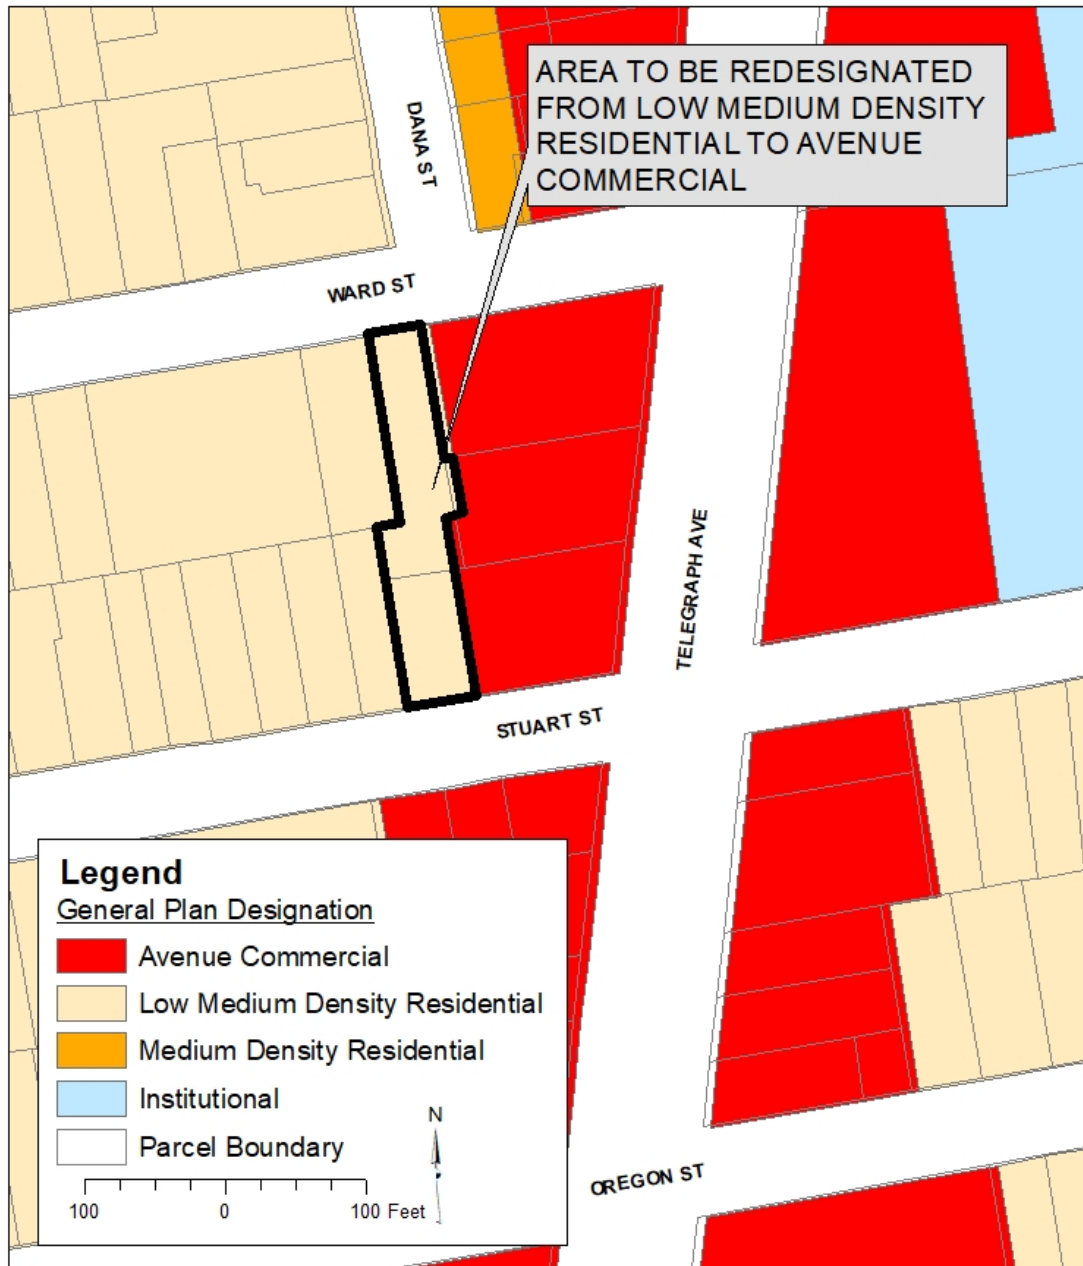 AREA TO BE REDESIGNATED
FROM LOW MEDIUM DENSITY
RESIDENTIAL TO AVENUE
COMMERCIAL
DANA ST
WARD ST
TELEGRAPH AVE
STUART ST
Legend
General Plan Designation
Avenue Commercial
Low Medium Density Residential
Medium Density Residential
Institutional
Parcel Boundary
N
100 0 100 Feet
OREGON ST